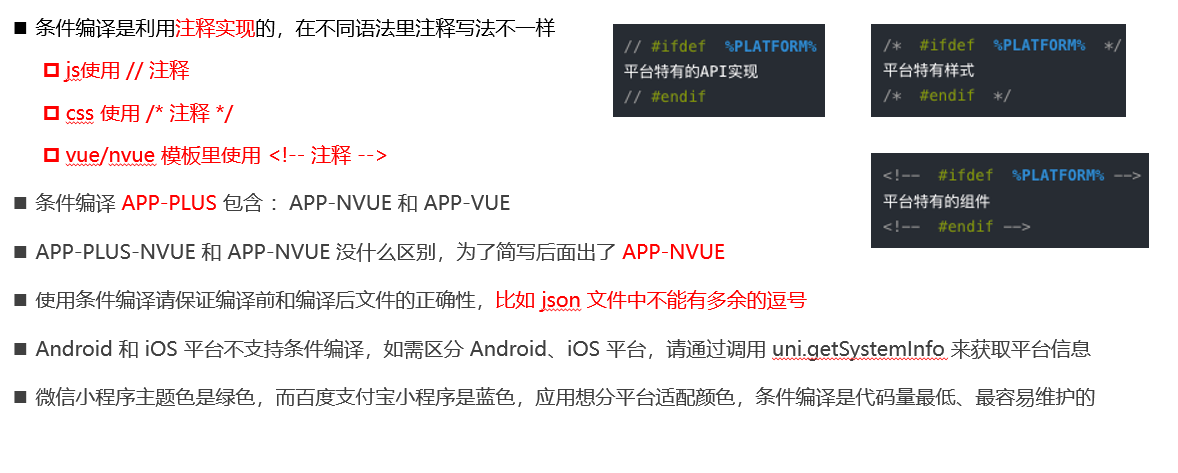 条件编译是利用注释实现的，在不同语法里注释写法不一样
js使用 // 注释
css 使用 /* 注释 */
vue/nvue 模板里使用 <!-- 注释 -->
条件编译 APP-PLUS 包含 ：APP-NVUE 和 APP-VUE
APP-PLUS-NVUE 和 APP-NVUE 没什么区别，为了简写后面出了 APP-NVUE
使用条件编译请保证编译前和编译后文件的正确性，比如 json 文件中不能有多余的逗号
Android 和 iOS 平台不支持条件编译，如需区分 Android、iOS 平台，请通过调用 uni.getSystemInfo 来获取平台信息
微信小程序主题色是绿色，而百度支付宝小程序是蓝色，应用想分平台适配颜色，条件编译是代码量最低、最容易维护的
// #ifdef %PLATFORM%
平台特有的API实现
// #endif
/* #ifdef %PLATFORM% */
平台特有样式
/* #endif */
<!-- #ifdef %PLATFORM% -->
平台特有的组件
<!-- #endif -->